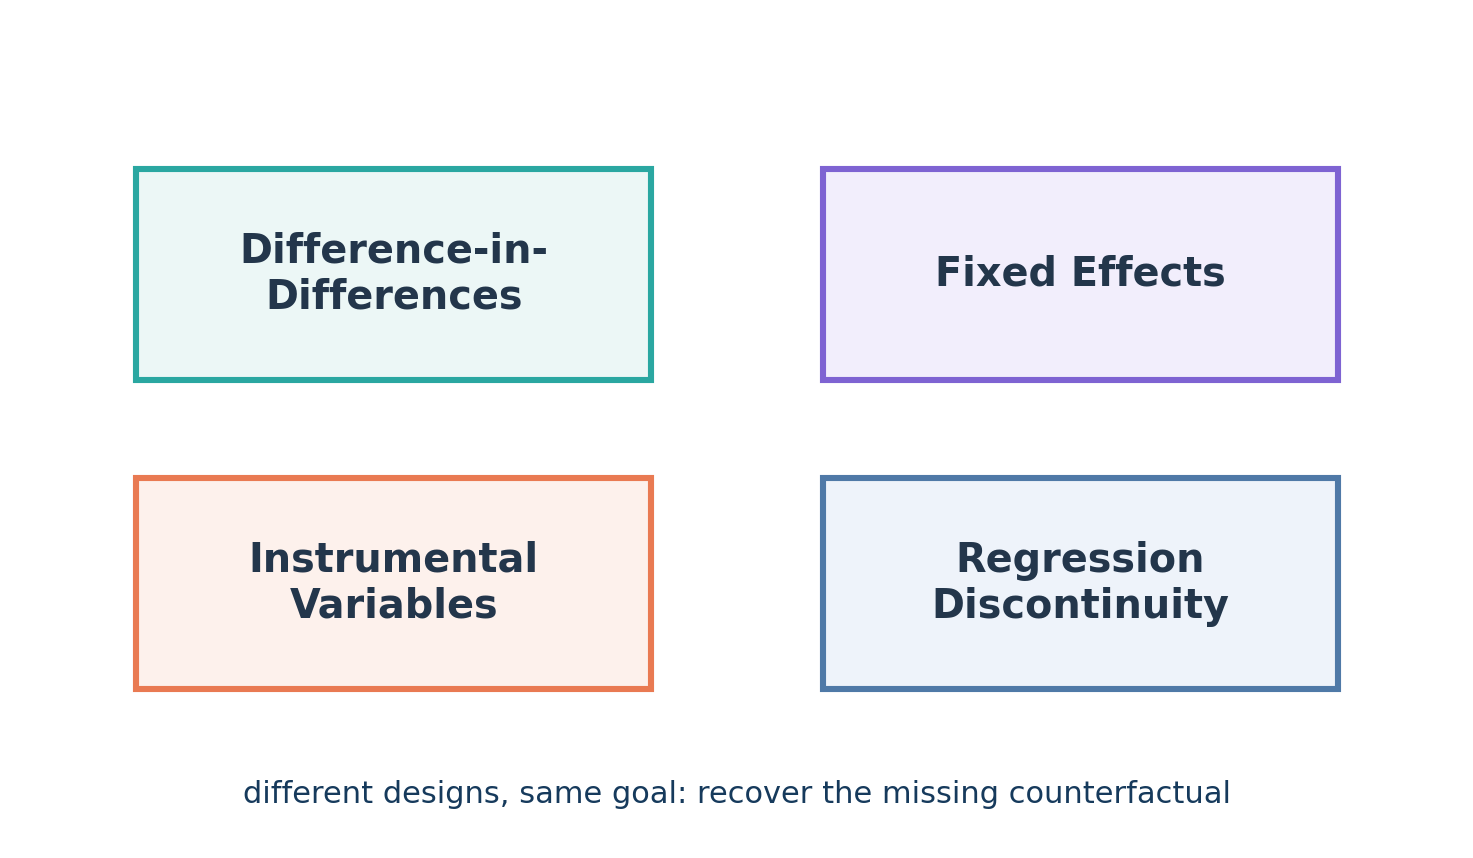 Difference-in-
Differences
Fixed Effects
Instrumental
Variables
Regression
Discontinuity
different designs, same goal: recover the missing counterfactual